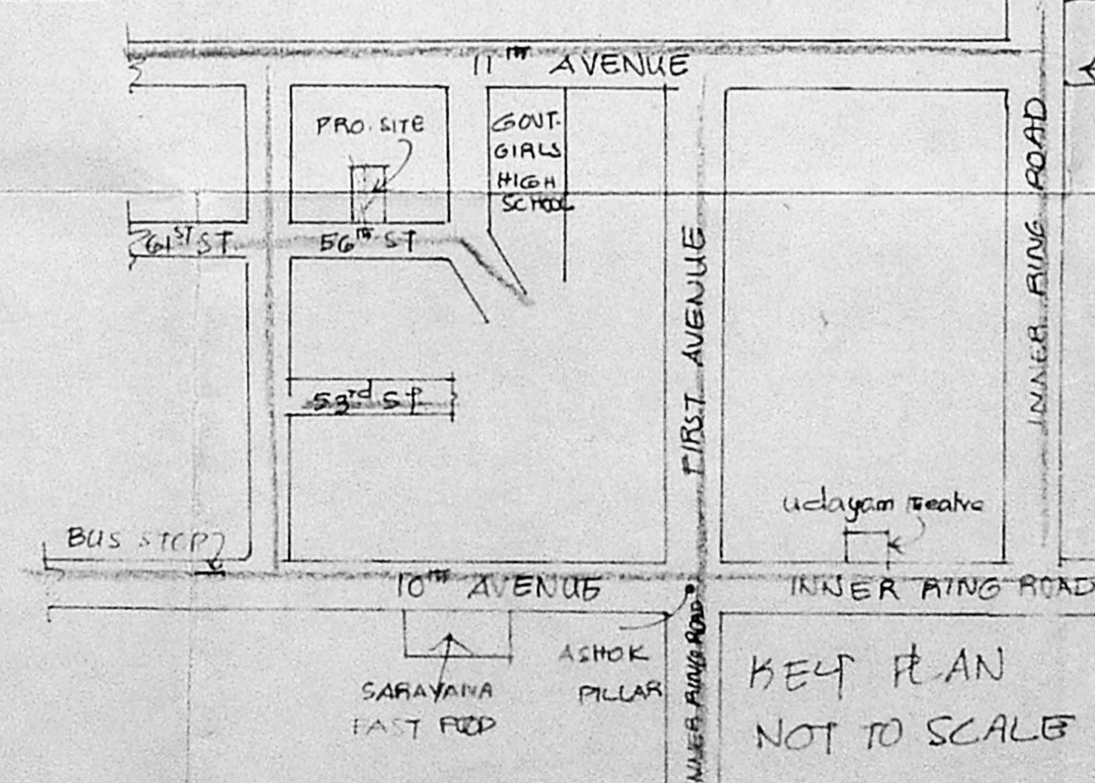 11TH AVENUE
PRO. SITE
GOVT.
GIRLS
HIGH
SCHOOL
61ST ST
56TH ST
53rd ST
FIRST AVENUE
INNER RING ROAD
BUS STOP
10TH AVENUE
udayam Teatre
INNER RING ROAD
INNER RING ROAD
ASHOK
PILLAR
SARAVANA
FAST FOOD
KEY PLAN
NOT TO SCALE